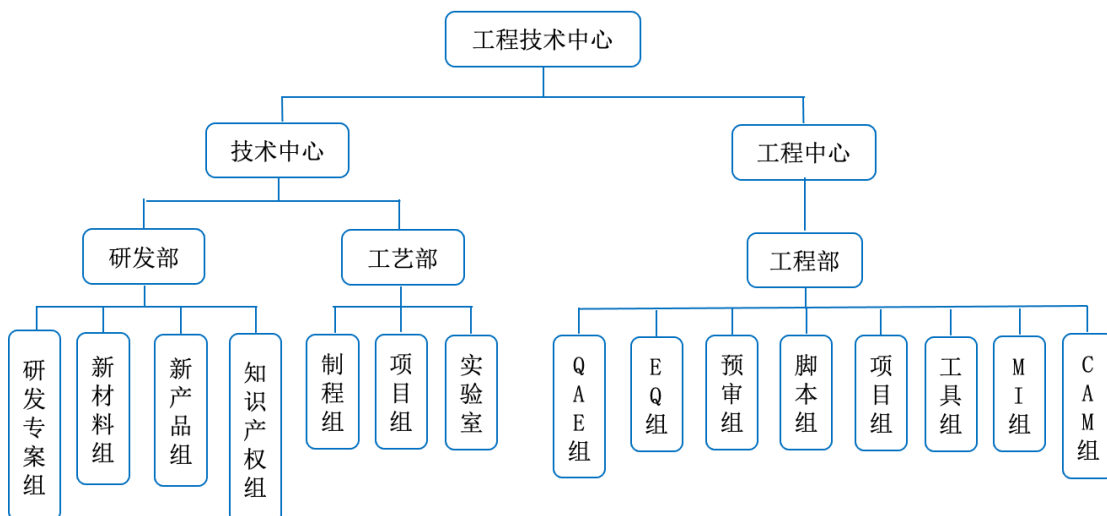 工程技术中心
技术中心
工程中心
研发部
工艺部
工程部
研发专案组
新材料组
新产品组
知识产权组
制程组
项目组
实验室
QAE组
EQ组
预审组
脚本组
项目组
工具组
MI组
CAM组